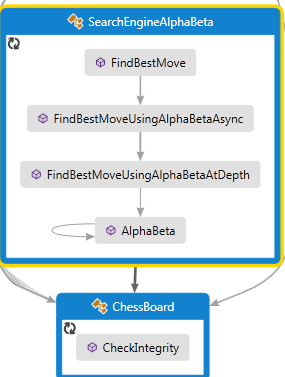 SearchEngineAlphaBeta
FindBestMove
FindBestMoveUsingAlphaBetaAsync
FindBestMoveUsingAlphaBetaAtDepth
AlphaBeta
ChessBoard
CheckIntegrity